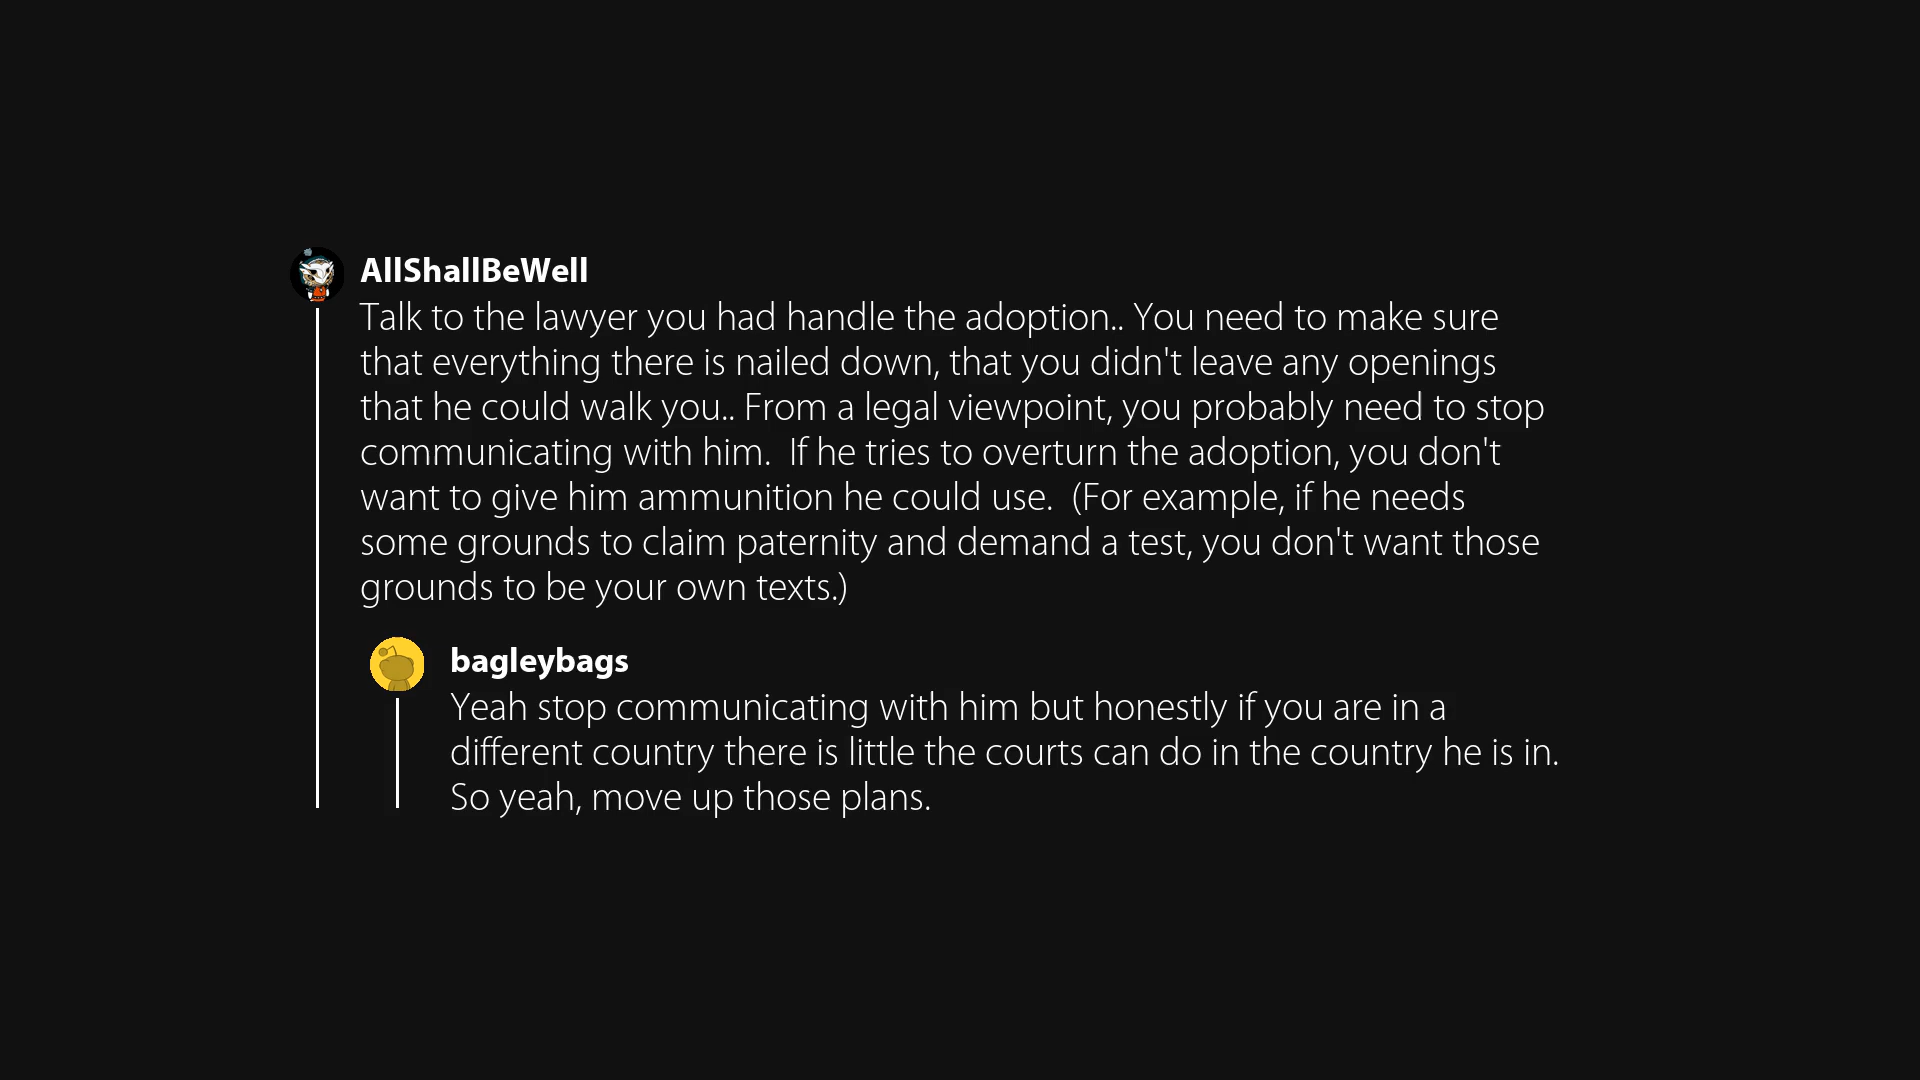 AllShallBeWell
Talk to the lawyer you had handle the adoption.. You need to make sure
that everything there is nailed down, that you didn't leave any openings
that he could walk you.. From a legal viewpoint, you probably need to stop
communicating with him.  If he tries to overturn the adoption, you don't
want to give him ammunition he could use.  (For example, if he needs
some grounds to claim paternity and demand a test, you don't want those
grounds to be your own texts.)
bagleybags
Yeah stop communicating with him but honestly if you are in a
different country there is little the courts can do in the country he is in.
So yeah, move up those plans.